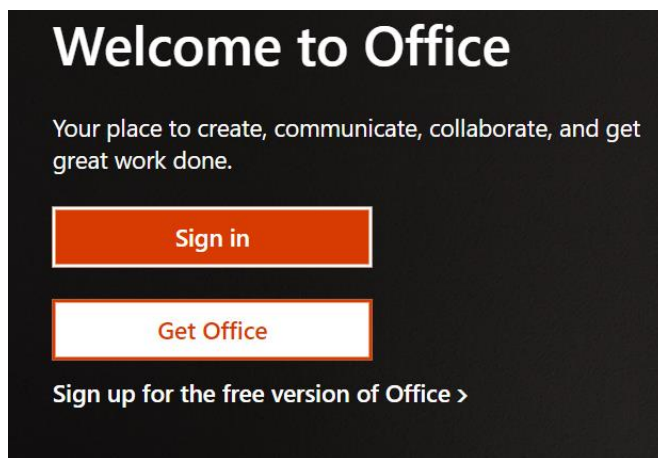 Welcome to Office
Your place to create, communicate, collaborate, and get
great work done.
Sign in
Get Office
Sign up for the free version of Office >